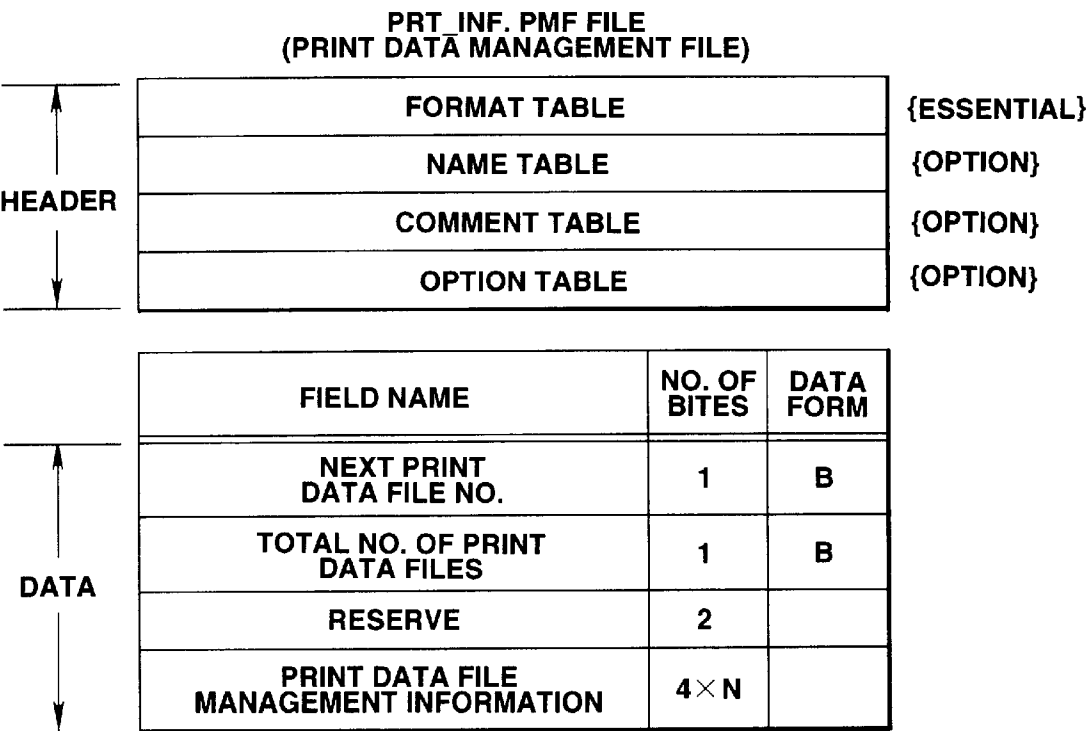 PRT_INF. PMF FILE
(PRINT DATA MANAGEMENT FILE)
FORMAT TABLE {ESSENTIAL}
NAME TABLE {OPTION}
HEADER
COMMENT TABLE {OPTION}
OPTION TABLE {OPTION}
FIELD NAME
NO. OF
BITES
DATA
FORM
NEXT PRINT
DATA FILE NO.
1
B
TOTAL NO. OF PRINT
DATA FILES
1
B
DATA
RESERVE
2
PRINT DATA FILE
MANAGEMENT INFORMATION
4×N